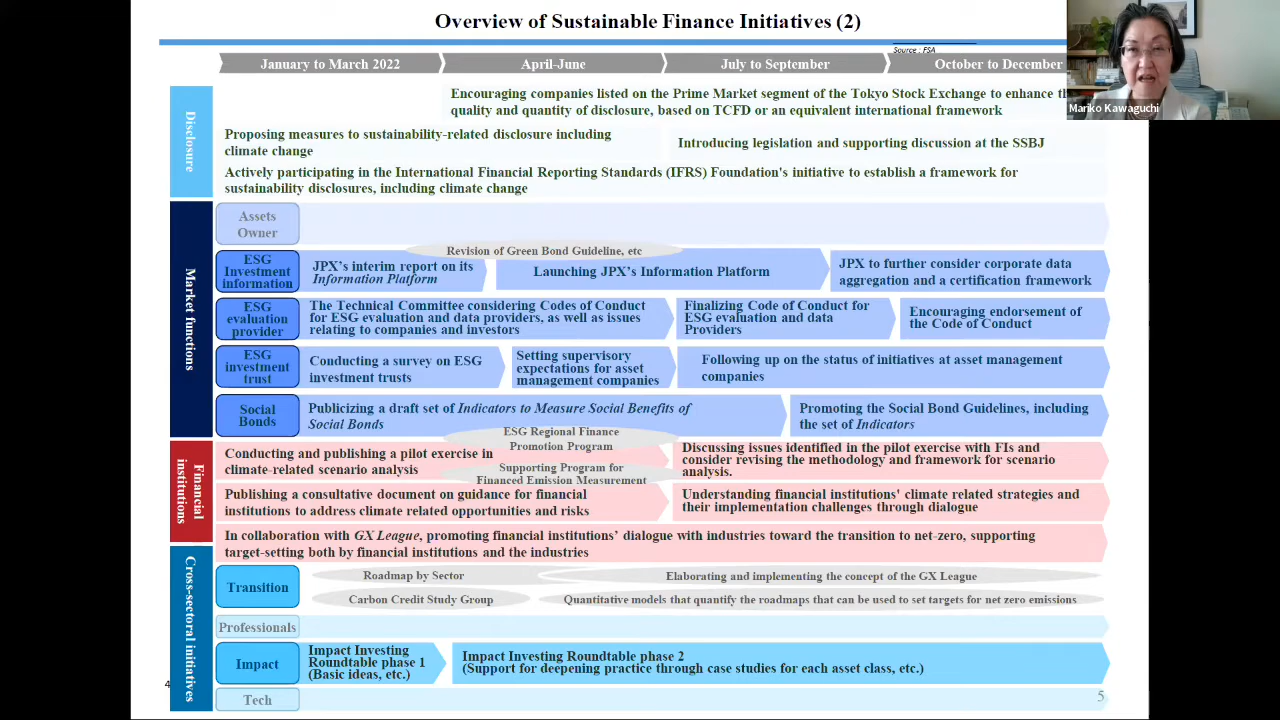 Overview of Sustainable Finance Initiatives (2)
Source : FSA
January to March 2022
April-June
July to September
October to December
Mariko Kawaguchi
Disclosure
Encouraging companies listed on the Prime Market segment of the Tokyo Stock Exchange to enhance th
quality and quantity of disclosure, based on TCFD or an equivalent international framework
Proposing measures to sustainability-related disclosure including
climate change
Introducing legislation and supporting discussion at the SSBJ
Actively participating in the International Financial Reporting Standards (IFRS) Foundation's initiative to establish a framework for
sustainability disclosures, including climate change
Market functions
Assets
Owner
Revision of Green Bond Guideline, etc
ESG
Investment
information
JPX's interim report on its
Information Platform
Launching JPX's Information Platform
JPX to further consider corporate data
aggregation and a certification framework
ESG
evaluation
provider
The Technical Committee considering Codes of Conduct
for ESG evaluation and data providers, as well as issues
relating to companies and investors
Finalizing Code of Conduct for
ESG evaluation and data
Providers
Encouraging endorsement of
the Code of Conduct
ESG
investment
trust
Conducting a survey on ESG
investment trusts
Setting supervisory
expectations for asset
management companies
Following up on the status of initiatives at asset management
companies
Social
Bonds
Publicizing a draft set of Indicators to Measure Social Benefits of
Social Bonds
Promoting the Social Bond Guidelines, including
the set of Indicators
Financial
institutions
ESG Regional Finance
Promotion Program
Conducting and publishing a pilot exercise in
climate-related scenario analysis
Supporting Program for
Financed Emission Measurement
Discussing issues identified in the pilot exercise with FIs and
consider revising the methodology and framework for scenario
analysis.
Publishing a consultative document on guidance for financial
institutions to address climate related opportunities and risks
Understanding financial institutions' climate related strategies and
their implementation challenges through dialogue
In collaboration with GX League, promoting financial institutions' dialogue with industries toward the transition to net-zero, supporting
target-setting both by financial institutions and the industries
Cross-sectoral initiatives
Transition
Roadmap by Sector
Elaborating and implementing the concept of the GX League
Carbon Credit Study Group
Quantitative models that quantify the roadmaps that can be used to set targets for net zero emissions
Professionals
Impact
Impact Investing
Roundtable phase 1
(Basic ideas, etc.)
Impact Investing Roundtable phase 2
(Support for deepening practice through case studies for each asset class, etc.)
Tech
4
5